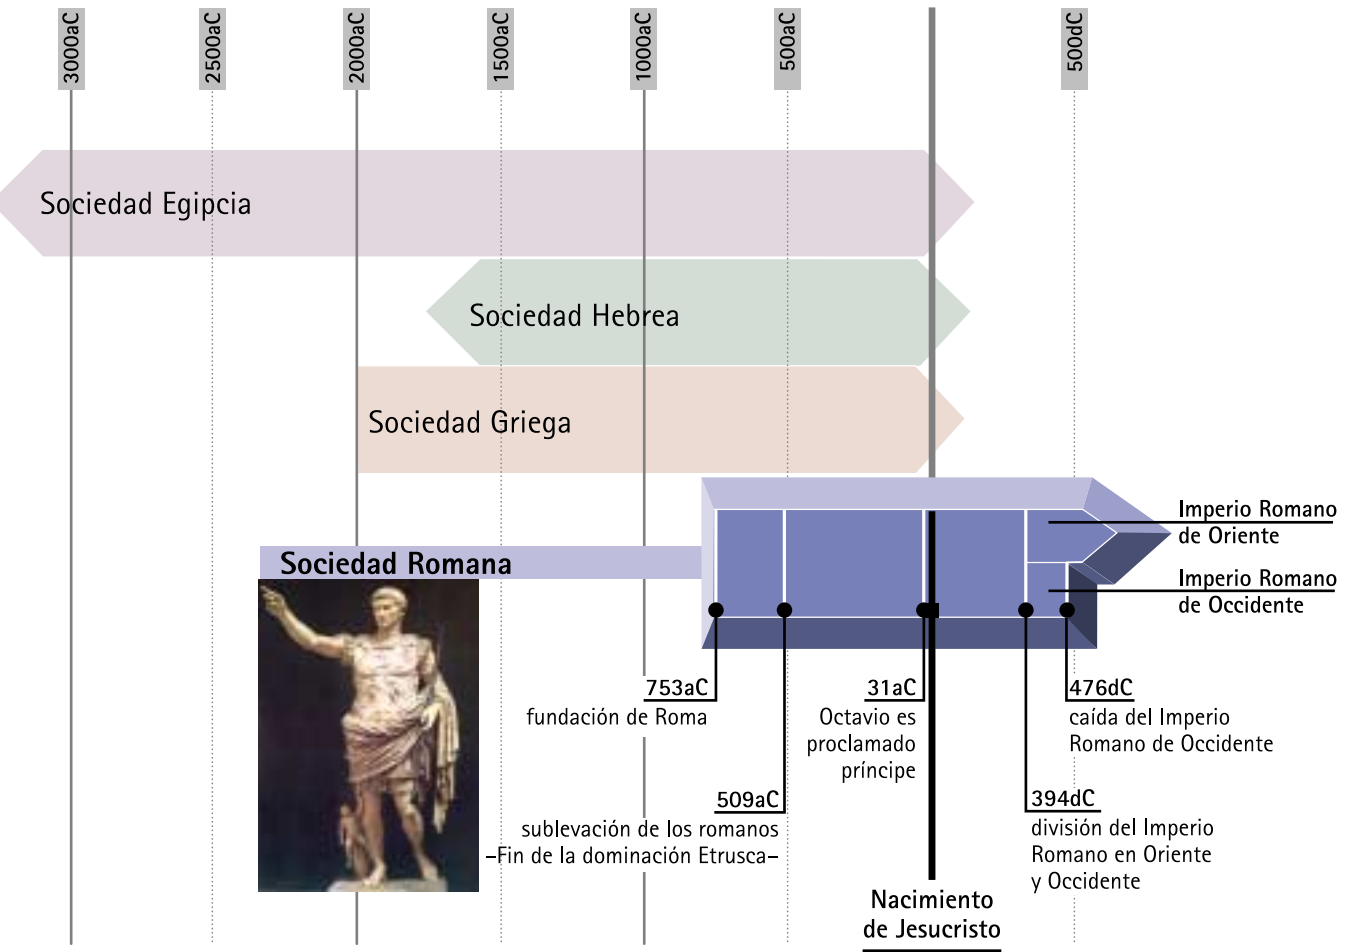 3000aC
2500aC
2000aC
1500aC
1000aC
500aC
500dC
Sociedad Egipcia
Sociedad Hebrea
Sociedad Griega
Sociedad Romana
Imperio Romano
de Oriente
Imperio Romano
de Occidente
753aC
fundación de Roma
509aC
sublevación de los romanos
–Fin de la dominación Etrusca–
31aC
Octavio es
proclamado
príncipe
476dC
caída del Imperio
Romano de Occidente
394dC
división del Imperio
Romano en Oriente
y Occidente
Nacimiento
de Jesucristo